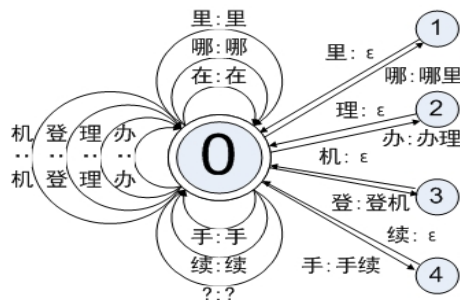 里:里
哪:哪
在:在
机:机
登:登
理:理
办:办
0
手:手
续:续
?:?
里: ε
哪:哪里
1
理: ε
办:办理
2
机: ε
登:登机
3
续: ε
手:手续
4